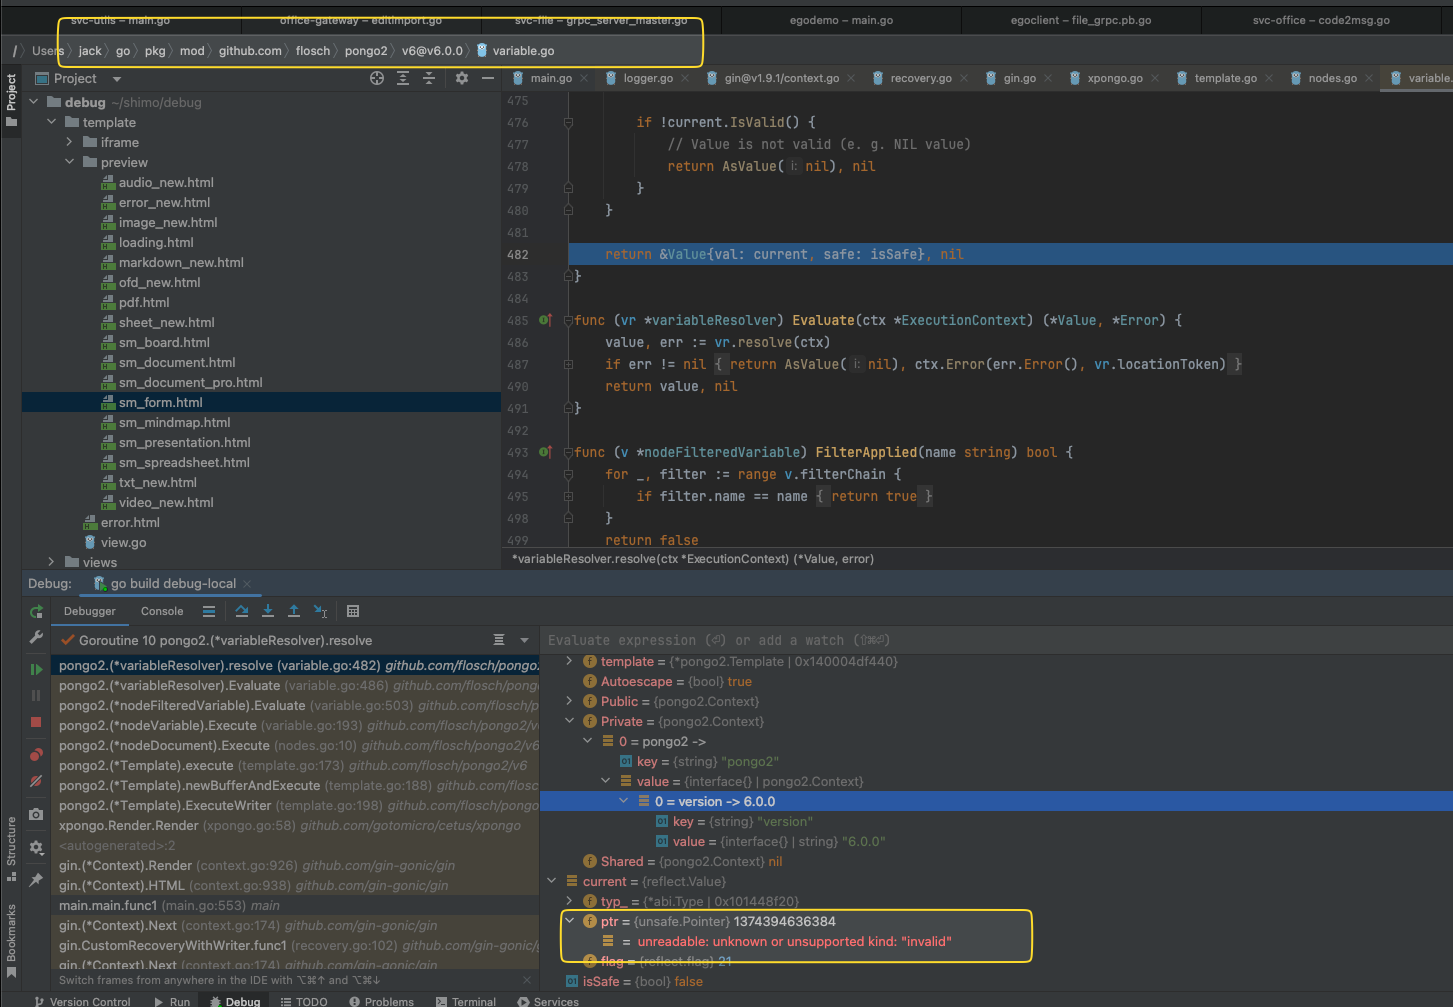 svc-utils – main.go office-gateway – editimport.go svc-file – grpc_server_master.go egodemo – main.go egoclient – file_grpc.pb.go svc-office – code2msg.go
/ Users jack go pkg mod github.com flosch pongo2 v6@v6.0.0 variable.go
Project main.go logger.go gin@v1.9.1/context.go recovery.go gin.go xpongo.go template.go nodes.go variable.
Project
debug ~/shimo/debug
template
iframe
preview
audio_new.html
error_new.html
image_new.html
loading.html
markdown_new.html
ofd_new.html
pdf.html
sheet_new.html
sm_board.html
sm_document.html
sm_document_pro.html
sm_form.html
sm_mindmap.html
sm_presentation.html
sm_spreadsheet.html
txt_new.html
video_new.html
error.html
view.go
views
475
476 if !current.IsValid() {
477 // Value is not valid (e. g. NIL value)
478 return AsValue( i: nil), nil
479 }
480 }
481
482 return &Value{val: current, safe: isSafe}, nil
483 }
484
485 func (vr *variableResolver) Evaluate(ctx *ExecutionContext) (*Value, *Error) {
486 value, err := vr.resolve(ctx)
487 if err != nil { return AsValue( i: nil), ctx.Error(err.Error(), vr.locationToken) }
490 return value, nil
491 }
492
493 func (v *nodeFilteredVariable) FilterApplied(name string) bool {
494 for _, filter := range v.filterChain {
495 if filter.name == name { return true }
498 }
499 return false
*variableResolver.resolve(ctx *ExecutionContext) (*Value, error)
Debug: go build debug-local
Debugger Console
Goroutine 10 pongo2.(*variableResolver).resolve
pongo2.(*variableResolver).resolve (variable.go:482) github.com/flosch/pongo2
pongo2.(*variableResolver).Evaluate (variable.go:486) github.com/flosch/pong
pongo2.(*nodeFilteredVariable).Evaluate (variable.go:503) github.com/flosch/p
pongo2.(*nodeVariable).Execute (variable.go:193) github.com/flosch/pongo2/v
pongo2.(*nodeDocument).Execute (nodes.go:10) github.com/flosch/pongo2/v6
pongo2.(*Template).execute (template.go:173) github.com/flosch/pongo2/v6
pongo2.(*Template).newBufferAndExecute (template.go:188) github.com/flosc
pongo2.(*Template).ExecuteWriter (template.go:198) github.com/flosch/pongo
xpongo.Render.Render (xpongo.go:58) github.com/gotomicro/cetus/xpongo
<autogenerated>:2
gin.(*Context).Render (context.go:926) github.com/gin-gonic/gin
gin.(*Context).HTML (context.go:938) github.com/gin-gonic/gin
main.main.func1 (main.go:553) main
gin.(*Context).Next (context.go:174) github.com/gin-gonic/gin
gin.CustomRecoveryWithWriter.func1 (recovery.go:102) github.com/gin-gonic/
gin.(*Context).Next (context.go:174) github.com/gin-gonic/gin
Switch frames from anywhere in the IDE with ⌥⌘↑ and ⌥⌘↓
Evaluate expression (⏎) or add a watch (⇧⌘⏎)
template = {*pongo2.Template | 0x140004df440}
Autoescape = {bool} true
Public = {pongo2.Context}
Private = {pongo2.Context}
0 = pongo2 ->
key = {string} "pongo2"
value = {interface{} | pongo2.Context}
0 = version -> 6.0.0
key = {string} "version"
value = {interface{} | string} "6.0.0"
Shared = {pongo2.Context} nil
current = {reflect.Value}
typ_ = {*abi.Type | 0x101448f20}
ptr = {unsafe.Pointer} 1374394636384
= unreadable: unknown or unsupported kind: "invalid"
flag = {reflect.flag} 21
isSafe = {bool} false
Structure
Bookmarks
Version Control Run Debug TODO Problems Terminal Services